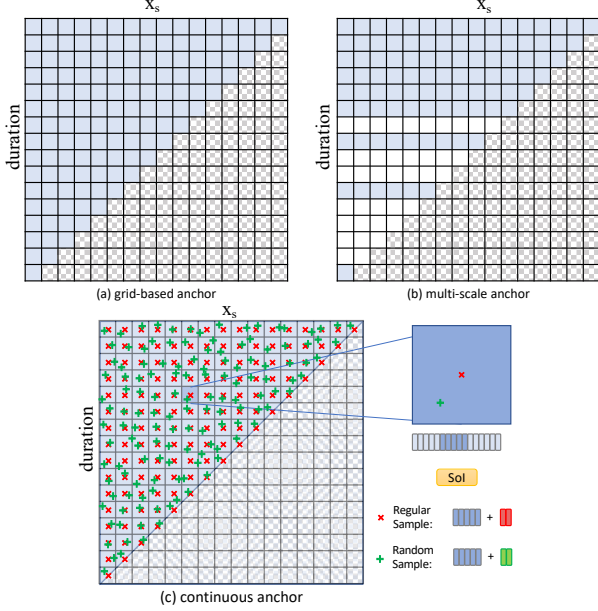 x_s
x_s
duration
duration
(a) grid-based anchor
(b) multi-scale anchor
x_s
duration
SoI
Regular
Sample:
+
Random
Sample:
+
(c) continuous anchor